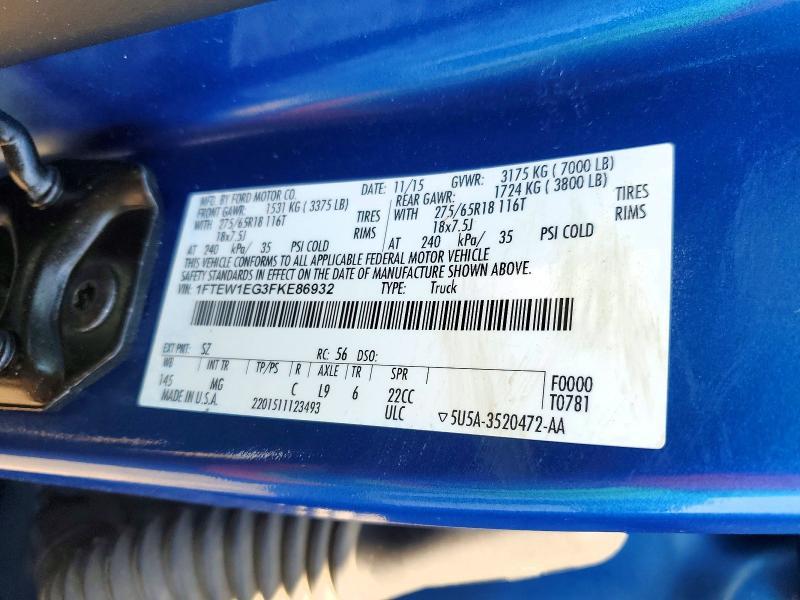 MFD. BY FORD MOTOR CO.
DATE: 11/15 GVWR: 3175 KG ( 7000 LB)
FRONT GAWR: 1531 KG ( 3375 LB)
REAR GAWR: 1724 KG ( 3800 LB)
WITH 275/65R18 116T TIRES
WITH 275/65R18 116T TIRES
18x7.5J RIMS
18x7.5J RIMS
AT 240 kPa/ 35 PSI COLD
AT 240 kPa/ 35 PSI COLD
THIS VEHICLE CONFORMS TO ALL APPLICABLE FEDERAL MOTOR VEHICLE
SAFETY STANDARDS IN EFFECT ON THE DATE OF MANUFACTURE SHOWN ABOVE.
VIN: 1FTEW1EG3FKE86932 TYPE: Truck
EXT PNT: SZ RC: 56 DSO:
WB INT TR TP/PS R AXLE TR SPR
145 MG C L9 6 22CC F0000
MADE IN U.S.A. 2201511123493 ULC T0781
▽5U5A-3520472-AA